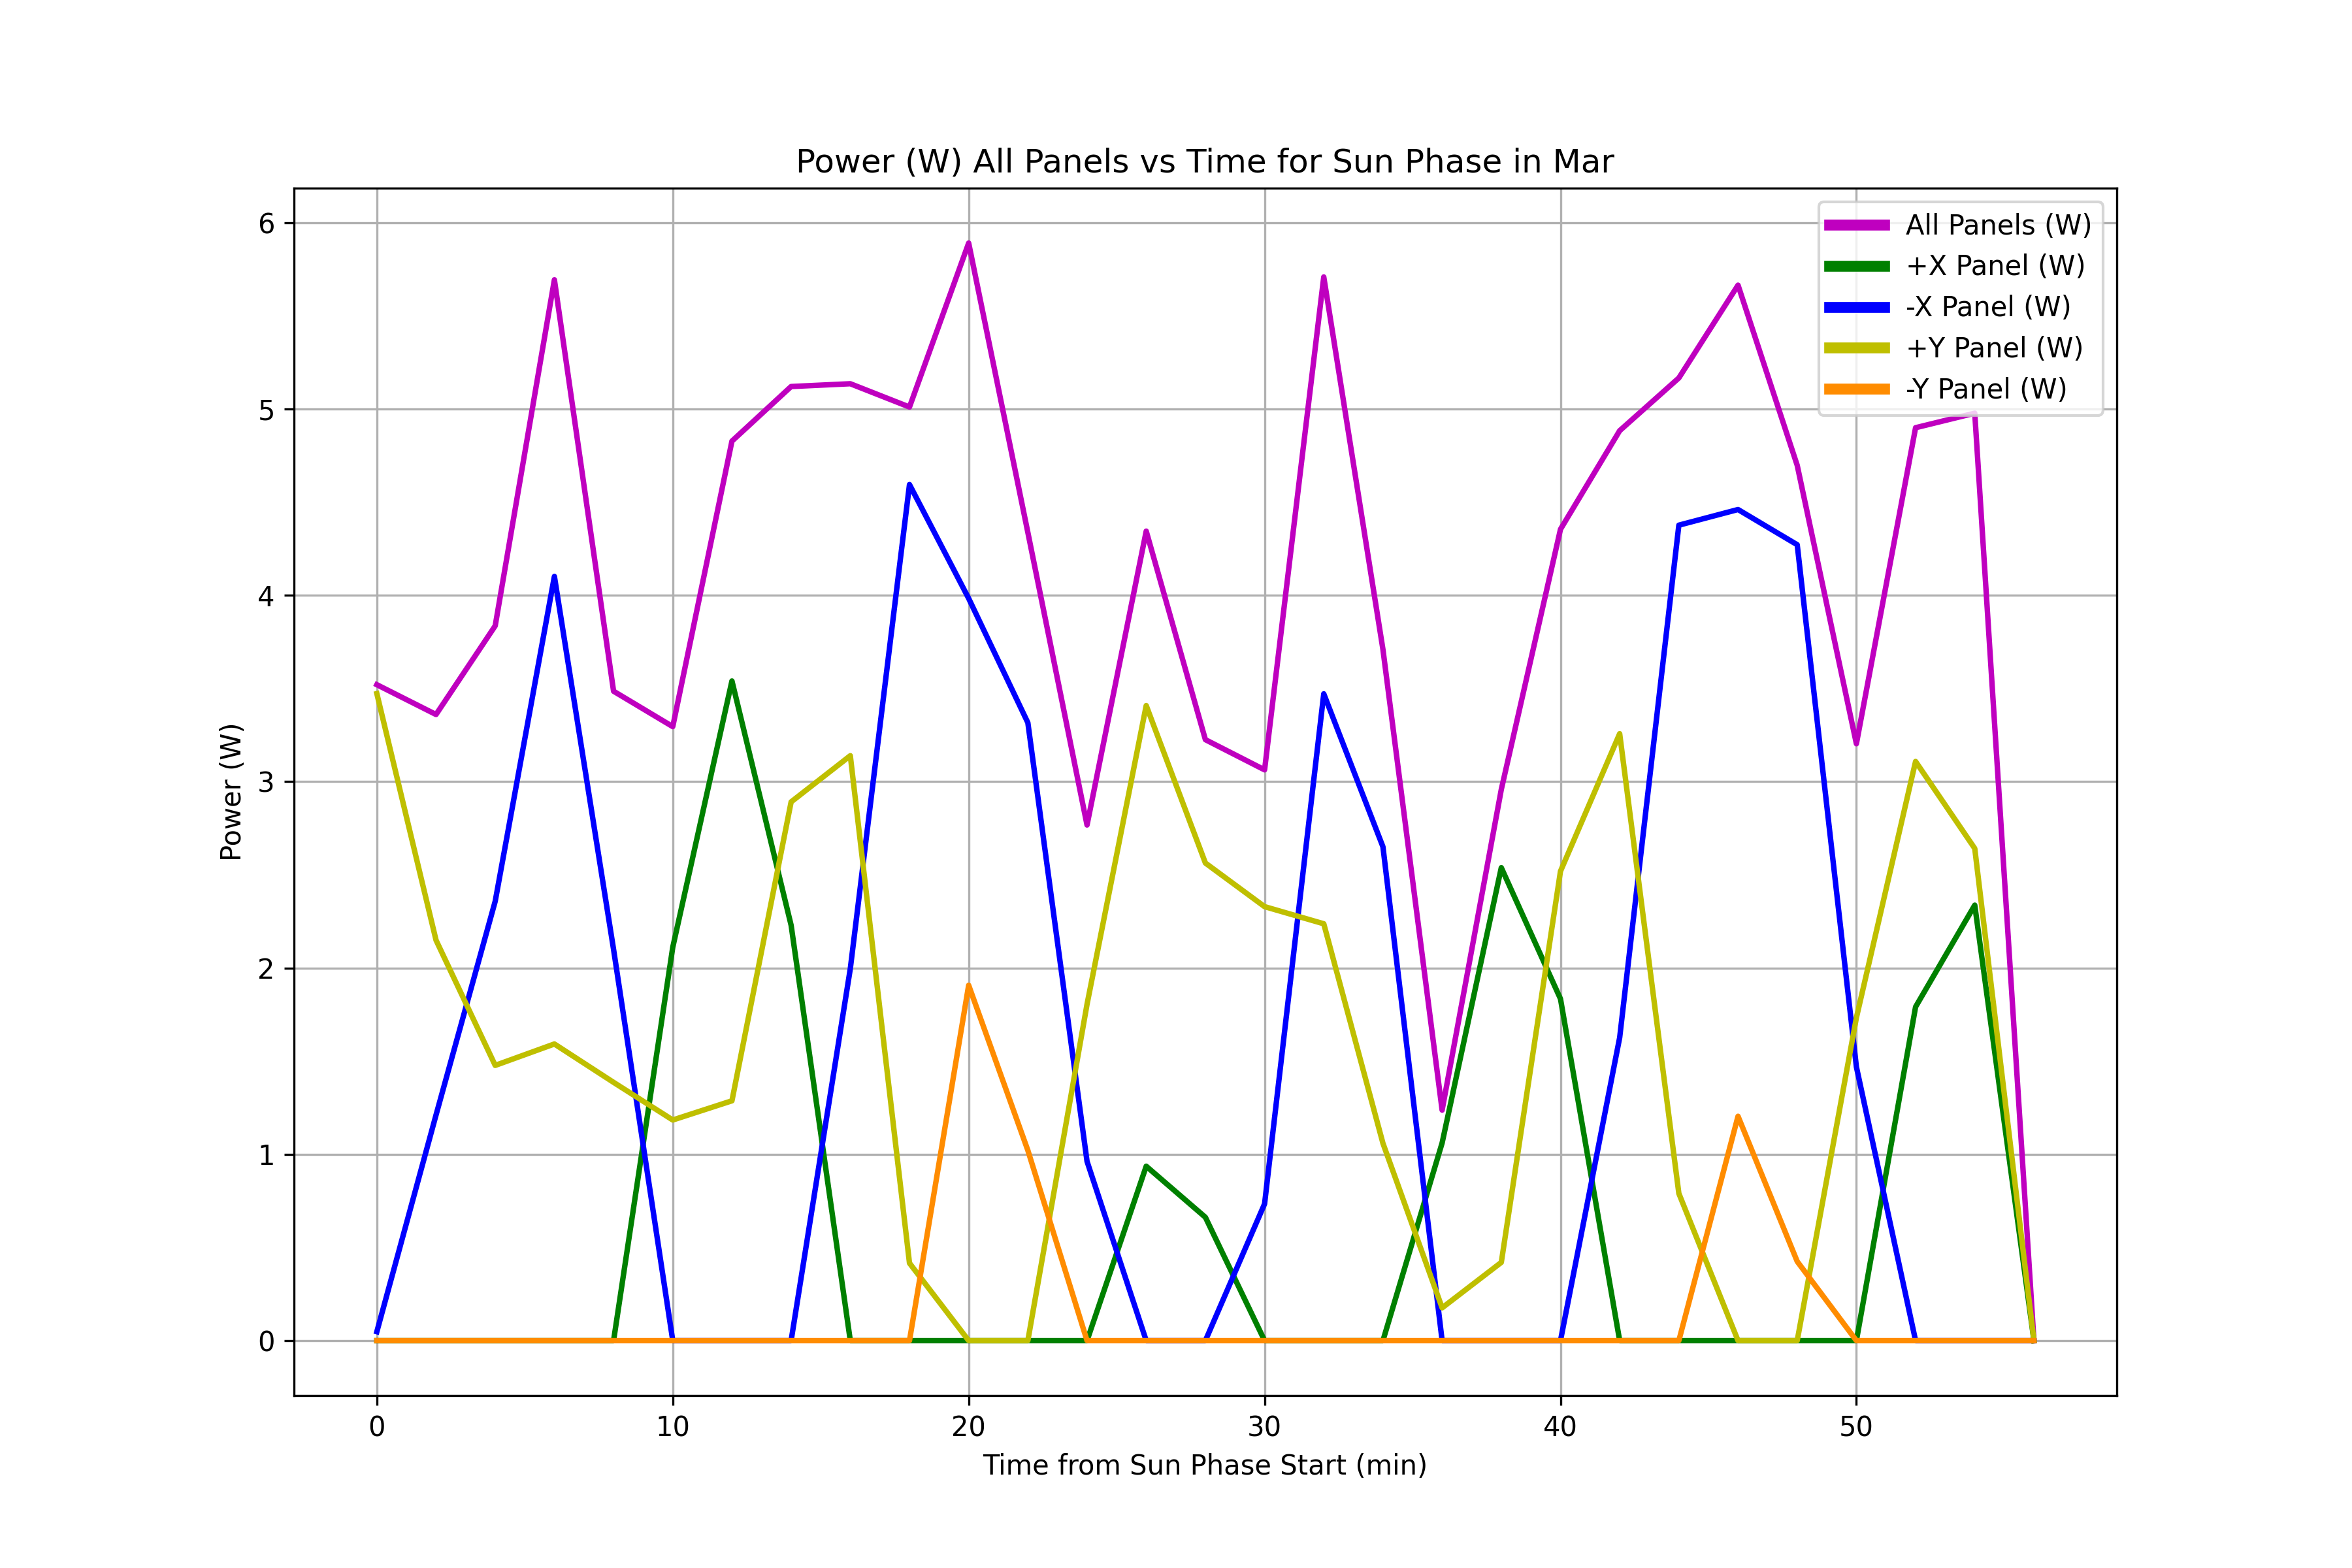 Power (W) All Panels vs Time for Sun Phase in Mar
All Panels (W)
+X Panel (W)
-X Panel (W)
+Y Panel (W)
-Y Panel (W)
Power (W)
6
5
4
3
2
1
0
0 10 20 30 40 50
Time from Sun Phase Start (min)